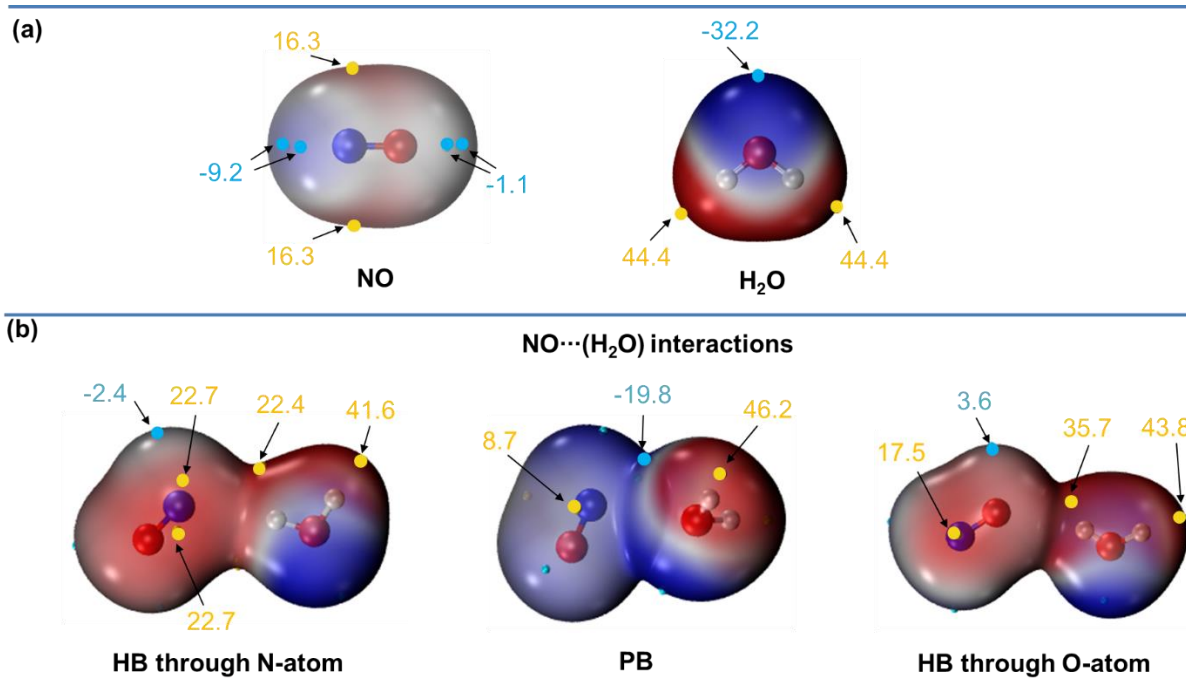 (a)
16.3
-32.2
-9.2
-1.1
16.3
44.4
44.4
NO
H₂O
(b)
NO···(H₂O) interactions
-2.4
22.7
22.4
41.6
-19.8
46.2
3.6
8.7
17.5
35.7
43.8
22.7
HB through N-atom
PB
HB through O-atom